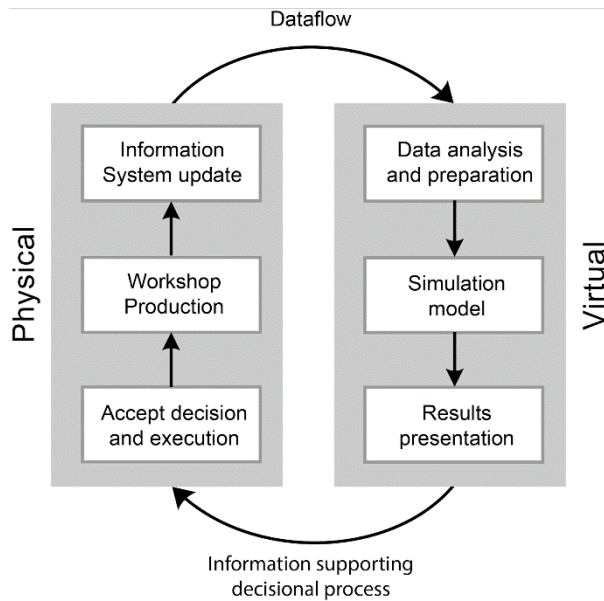 Dataflow
Physical
Information
System update
Workshop
Production
Accept decision
and execution
Data analysis
and preparation
Simulation
model
Results
presentation
Virtual
Information supporting
decisional process